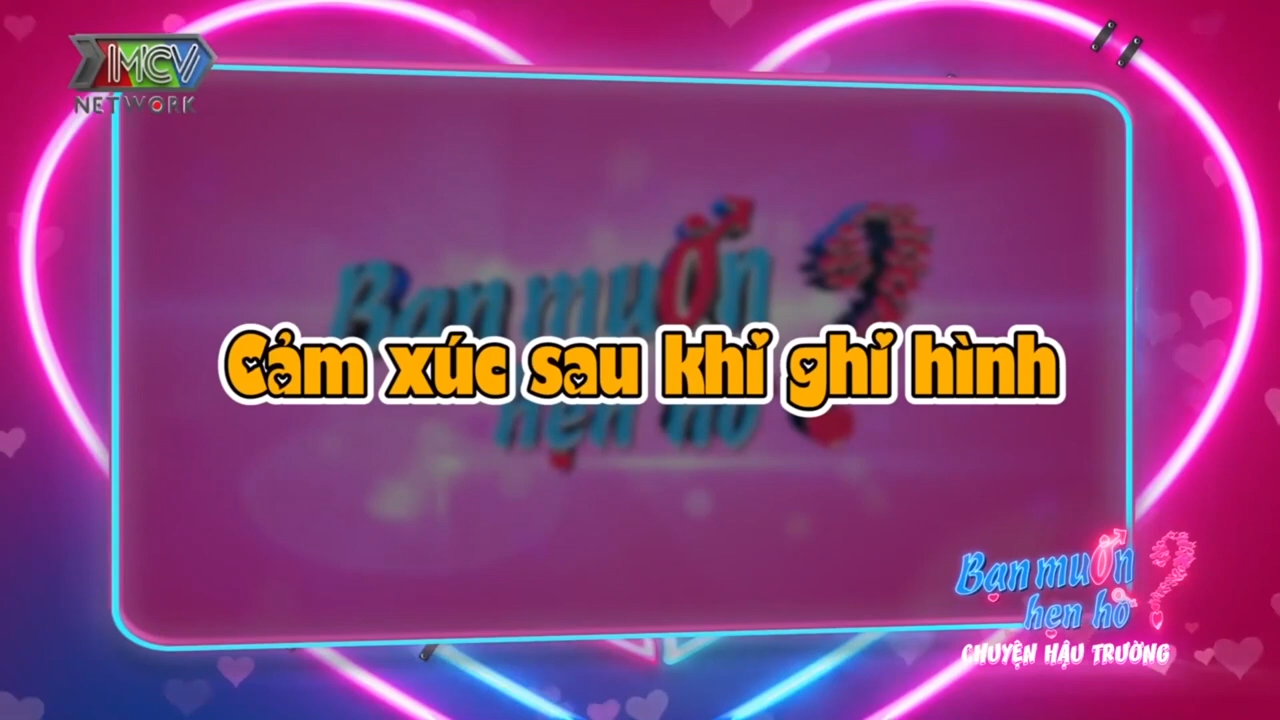 MCV
NETWORK
Bạn muốn
Cảm xúc sau khi ghi hình
hẹn hò
Bạn muốn
hẹn hò ?
CHUYỆN HẬU TRƯỜNG